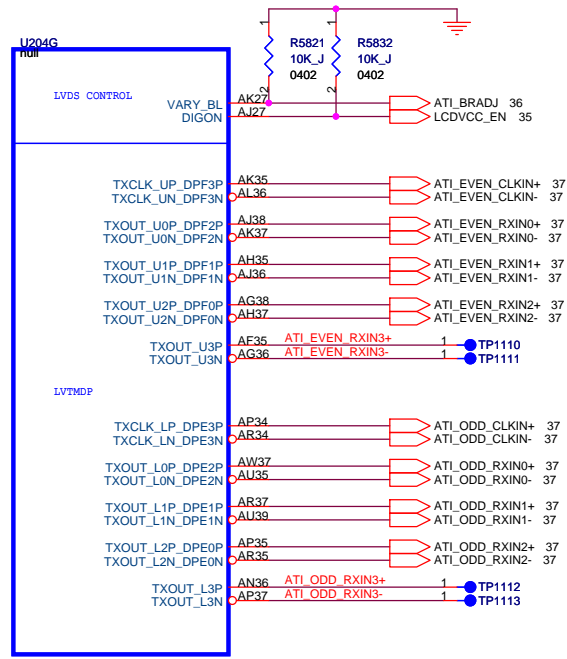 U204G
null
LVDS CONTROL
1 1
R5821 R5832
10K_J 10K_J
0402 0402
2 2
VARY_BL AK27 ATI_BRADJ 36
DIGON AJ27 LCDVCC_EN 35
TXCLK_UP_DPF3P AK35 ATI_EVEN_CLKIN+ 37
TXCLK_UN_DPF3N AL36 ATI_EVEN_CLKIN- 37
TXOUT_U0P_DPF2P AJ38 ATI_EVEN_RXIN0+ 37
TXOUT_U0N_DPF2N AK37 ATI_EVEN_RXIN0- 37
TXOUT_U1P_DPF1P AH35 ATI_EVEN_RXIN1+ 37
TXOUT_U1N_DPF1N AJ36 ATI_EVEN_RXIN1- 37
TXOUT_U2P_DPF0P AG38 ATI_EVEN_RXIN2+ 37
TXOUT_U2N_DPF0N AH37 ATI_EVEN_RXIN2- 37
TXOUT_U3P AF35 ATI_EVEN_RXIN3+ 1 TP1110
TXOUT_U3N AG36 ATI_EVEN_RXIN3- 1 TP1111
LVTMDP
TXCLK_LP_DPE3P AP34 ATI_ODD_CLKIN+ 37
TXCLK_LN_DPE3N AR34 ATI_ODD_CLKIN- 37
TXOUT_L0P_DPE2P AW37 ATI_ODD_RXIN0+ 37
TXOUT_L0N_DPE2N AU35 ATI_ODD_RXIN0- 37
TXOUT_L1P_DPE1P AR37 ATI_ODD_RXIN1+ 37
TXOUT_L1N_DPE1N AU39 ATI_ODD_RXIN1- 37
TXOUT_L2P_DPE0P AP35 ATI_ODD_RXIN2+ 37
TXOUT_L2N_DPE0N AR35 ATI_ODD_RXIN2- 37
TXOUT_L3P AN36 ATI_ODD_RXIN3+ 1 TP1112
TXOUT_L3N AP37 ATI_ODD_RXIN3- 1 TP1113